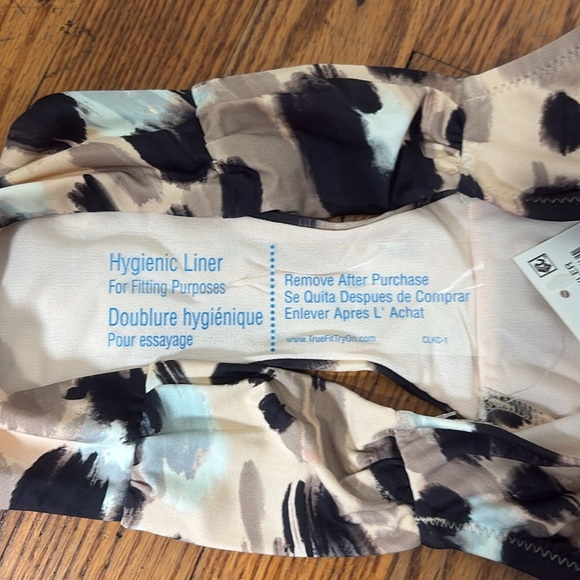 Hygienic Liner
For Fitting Purposes
Doublure hygiénique
Pour essayage
Remove After Purchase
Se Quita Despues de Comprar
Enlever Apres L' Achat
www.TrueFitTryOn.com
CLKC-1